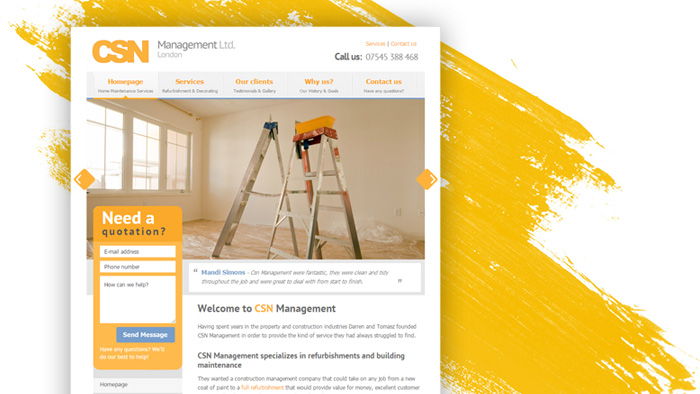 CSN Management Ltd.
London
Services | Contact us
Call us: 07545 388 468
Homepage
Home Maintenance Services
Services
Refurbishment & Decorating
Our clients
Testimonials & Gallery
Why us?
Our History & Goals
Contact us
Have any questions?
Need a
quotation?
E-mail address
Phone number
How can we help?
Send Message
Have any questions? We'll
do our best to help!
Homepage
“ Mandi Simons - Csn Management were fantastic, they were clean and tidy
throughout the job and were great to deal with from start to finish. ”
Welcome to CSN Management
Having spent years in the property and construction industries Darren and Tomasz founded
CSN Management in order to provide the kind of service they had always struggled to find.
CSN Management specializes in refurbishments and building
maintenance
They wanted a construction management company that could take on any job from a new
coat of paint to a full refurbishment that would provide value for money, excellent customer